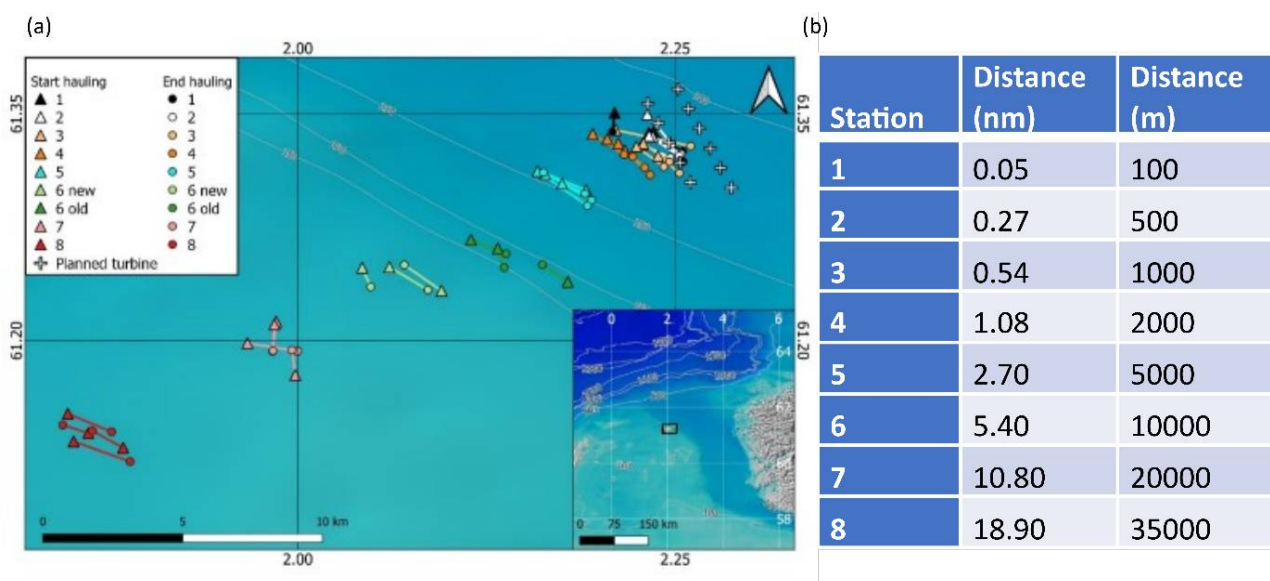 (a)
(b)
2.00
2.25
Start hauling End hauling
1 1
2 2
3 3
4 4
5 5
6 new 6 new
6 old 6 old
7 7
8 8
Planned turbine
61.35
61.35
61.20
61.20
0 2 4 6
64
58
0 75 150 km
0 5 10 km
2.00
2.25
Station Distance (nm) Distance (m)
1 0.05 100
2 0.27 500
3 0.54 1000
4 1.08 2000
5 2.70 5000
6 5.40 10000
7 10.80 20000
8 18.90 35000